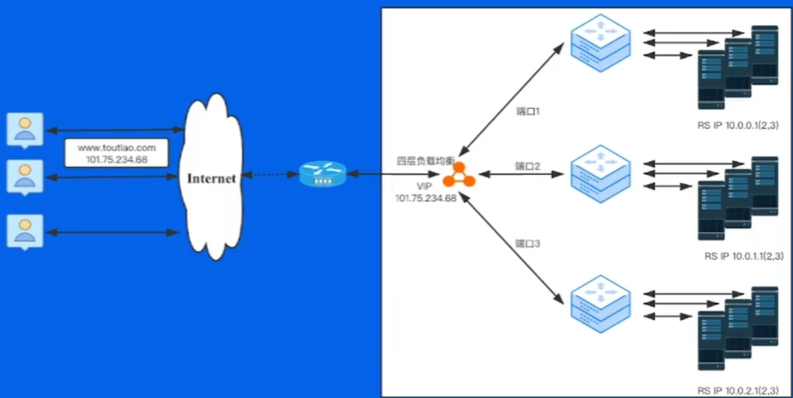 www.toutiao.com
101.75.234.68
Internet
四层负载均衡
VIP
101.75.234.68
端口1
端口2
端口3
RS IP 10.0.0.1(2,3)
RS IP 10.0.1.1(2,3)
RS IP 10.0.2.1(2,3)